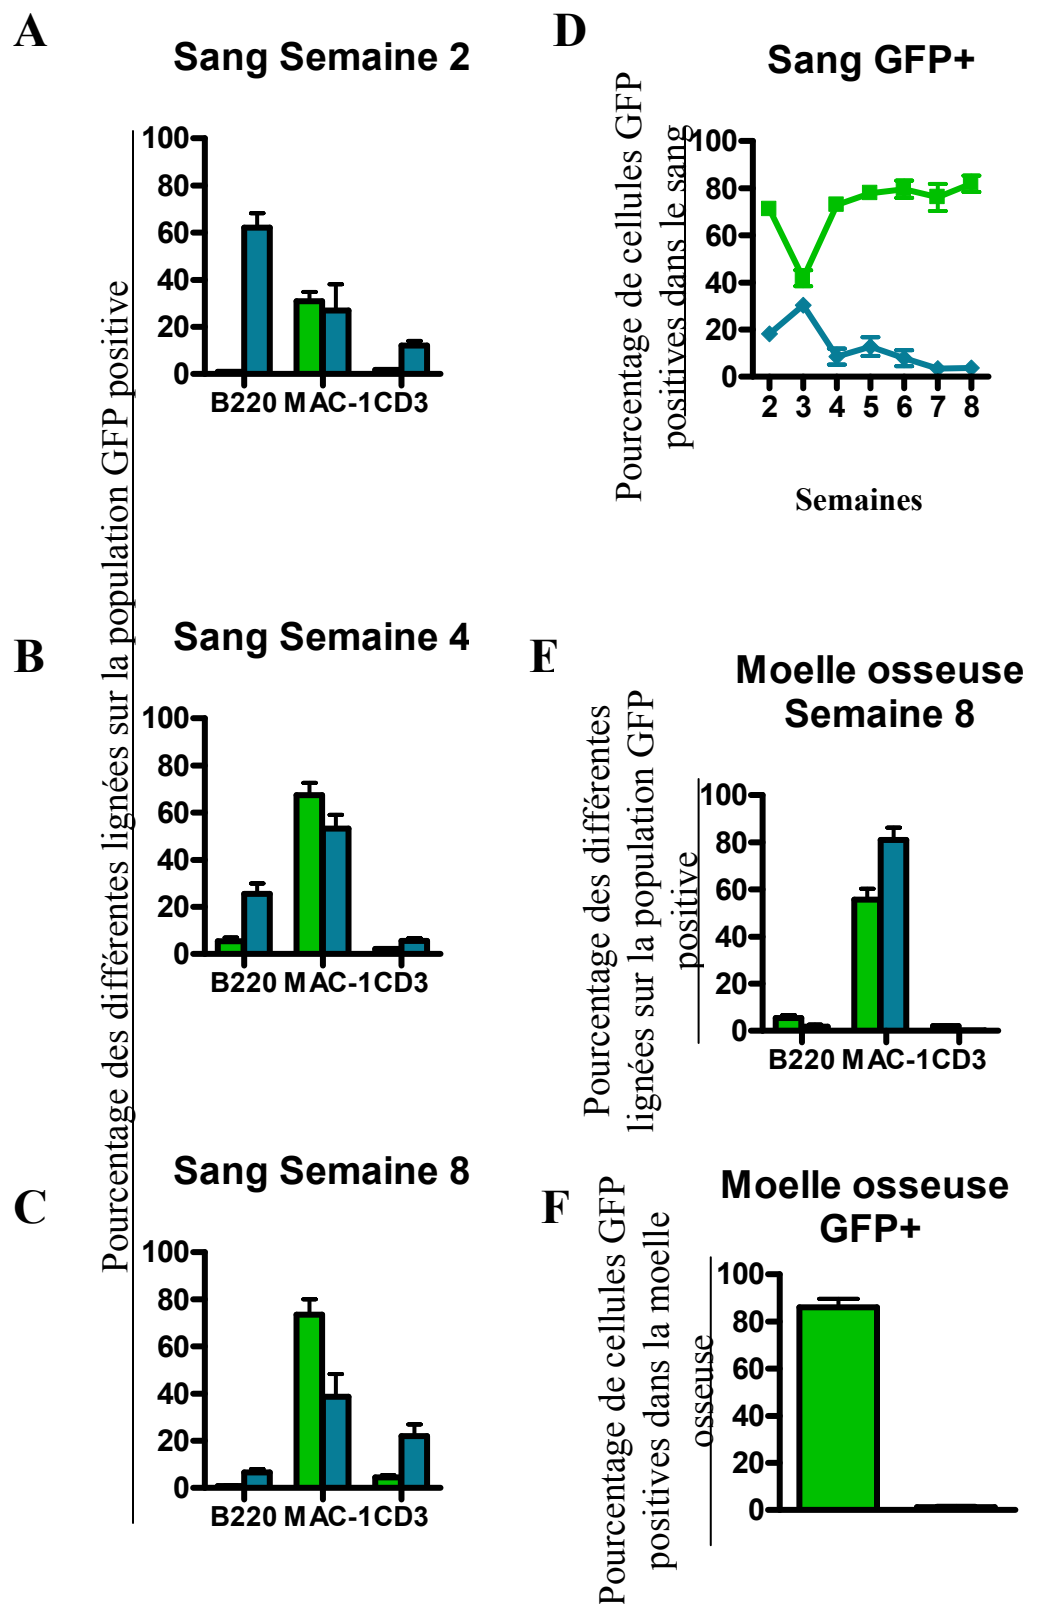 A
Sang Semaine 2
100
80
60
40
20
0
B220 MAC-1 CD3
B
Sang Semaine 4
100
80
60
40
20
0
B220 MAC-1 CD3
C
Sang Semaine 8
100
80
60
40
20
0
B220 MAC-1 CD3
Pourcentage des différentes lignées sur la population GFP positive
D
Sang GFP+
Pourcentage de cellules GFP
positives dans le sang
100
80
60
40
20
0
2 3 4 5 6 7 8
Semaines
E
Moelle osseuse
Semaine 8
Pourcentage des différentes
lignées sur la population GFP
positive
100
80
60
40
20
0
B220 MAC-1 CD3
F
Moelle osseuse
GFP+
Pourcentage de cellules GFP
positives dans la moelle
osseuse
100
80
60
40
20
0